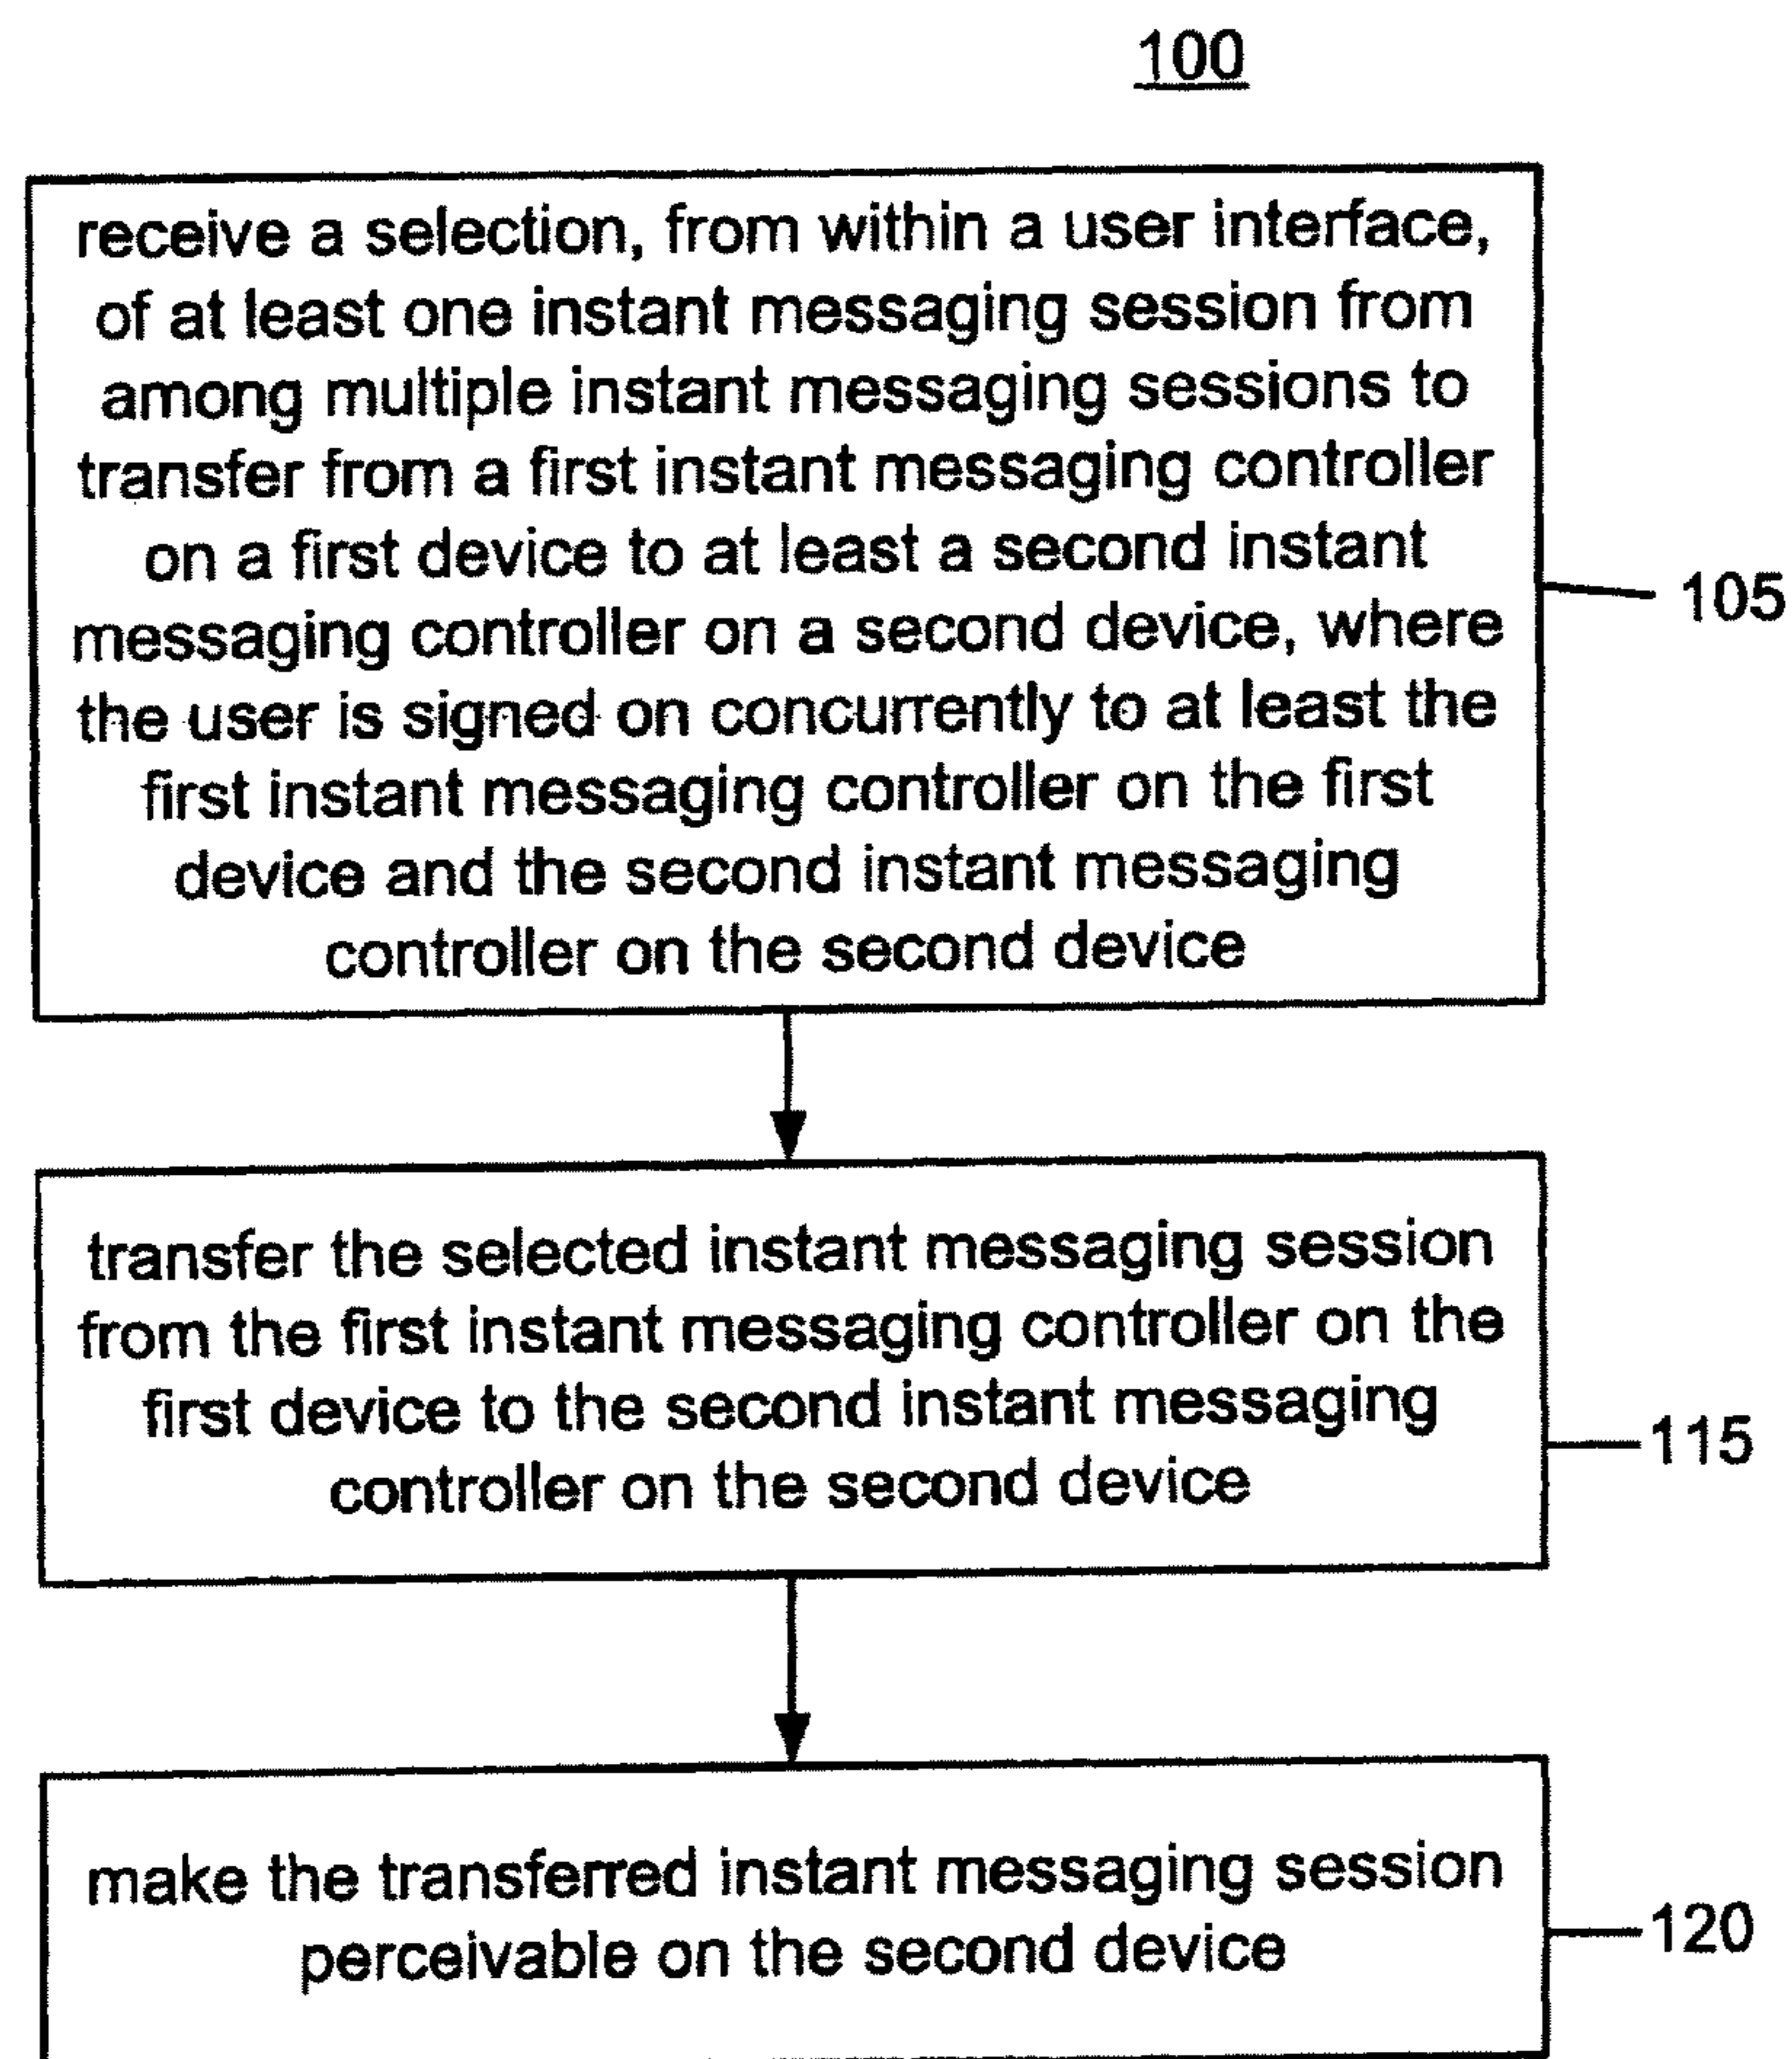 100
receive a selection, from within a user interface,
of at least one instant messaging session from
among multiple instant messaging sessions to
transfer from a first instant messaging controller
on a first device to at least a second instant
messaging controller on a second device, where
the user is signed on concurrently to at least the
first instant messaging controller on the first
device and the second instant messaging
controller on the second device
105
transfer the selected instant messaging session
from the first instant messaging controller on the
first device to the second instant messaging
controller on the second device
115
make the transferred instant messaging session
perceivable on the second device
120